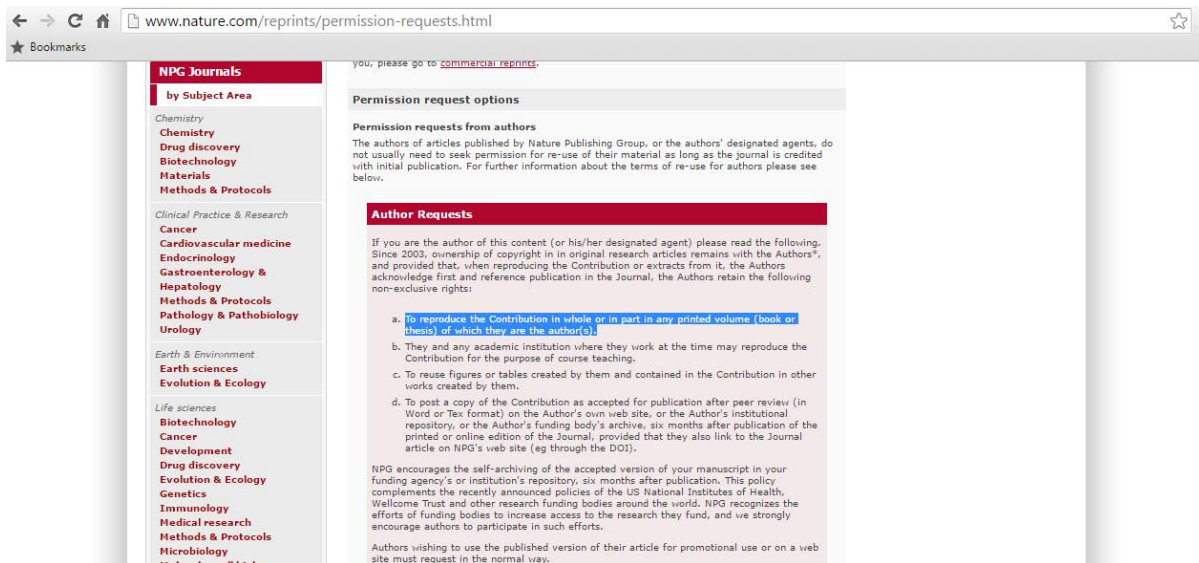 www.nature.com/reprints/permission-requests.html
Bookmarks
NPG Journals
by Subject Area
Chemistry
Chemistry
Drug discovery
Biotechnology
Materials
Methods & Protocols
Clinical Practice & Research
Cancer
Cardiovascular medicine
Endocrinology
Gastroenterology &
Hepatology
Methods & Protocols
Pathology & Pathobiology
Urology
Earth & Environment
Earth sciences
Evolution & Ecology
Life sciences
Biotechnology
Cancer
Development
Drug discovery
Evolution & Ecology
Genetics
Immunology
Medical research
Methods & Protocols
Microbiology
you, please go to commercial reprints.
Permission request options
Permission requests from authors
The authors of articles published by Nature Publishing Group, or the authors' designated agents, do
not usually need to seek permission for re-use of their material as long as the journal is credited
with initial publication. For further information about the terms of re-use for authors please see
below.
Author Requests
If you are the author of this content (or his/her designated agent) please read the following.
Since 2003, ownership of copyright in in original research articles remains with the Authors*,
and provided that, when reproducing the Contribution or extracts from it, the Authors
acknowledge first and reference publication in the Journal, the Authors retain the following
non-exclusive rights:
a. To reproduce the Contribution in whole or in part in any printed volume (book or
thesis) of which they are the author(s).
b. They and any academic institution where they work at the time may reproduce the
Contribution for the purpose of course teaching.
c. To reuse figures or tables created by them and contained in the Contribution in other
works created by them.
d. To post a copy of the Contribution as accepted for publication after peer review (in
Word or Tex format) on the Author's own web site, or the Author's institutional
repository, or the Author's funding body's archive, six months after publication of the
printed or online edition of the Journal, provided that they also link to the Journal
article on NPG's web site (eg through the DOI).
NPG encourages the self-archiving of the accepted version of your manuscript in your
funding agency's or institution's repository, six months after publication. This policy
complements the recently announced policies of the US National Institutes of Health,
Wellcome Trust and other research funding bodies around the world. NPG recognizes the
efforts of funding bodies to increase access to the research they fund, and we strongly
encourage authors to participate in such efforts.
Authors wishing to use the published version of their article for promotional use or on a web
site must request in the normal way.